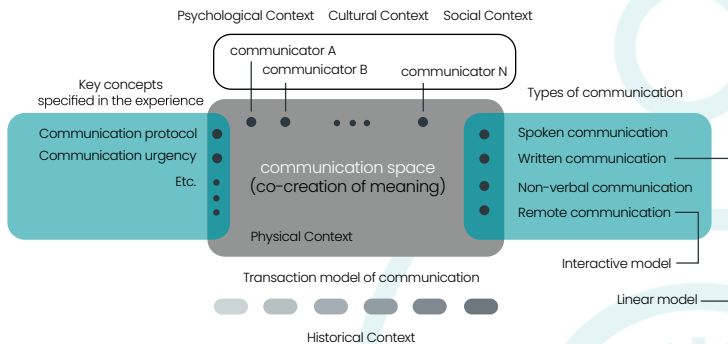 Psychological Context Cultural Context Social Context
communicator A
communicator B
communicator N
Key concepts
specified in the experience
Types of communication
Communication protocol
Communication urgency
Etc.
communication space
(co-creation of meaning)
Physical Context
Spoken communication
Written communication
Non-verbal communication
Remote communication
Interactive model
Transaction model of communication
Linear model
Historical Context